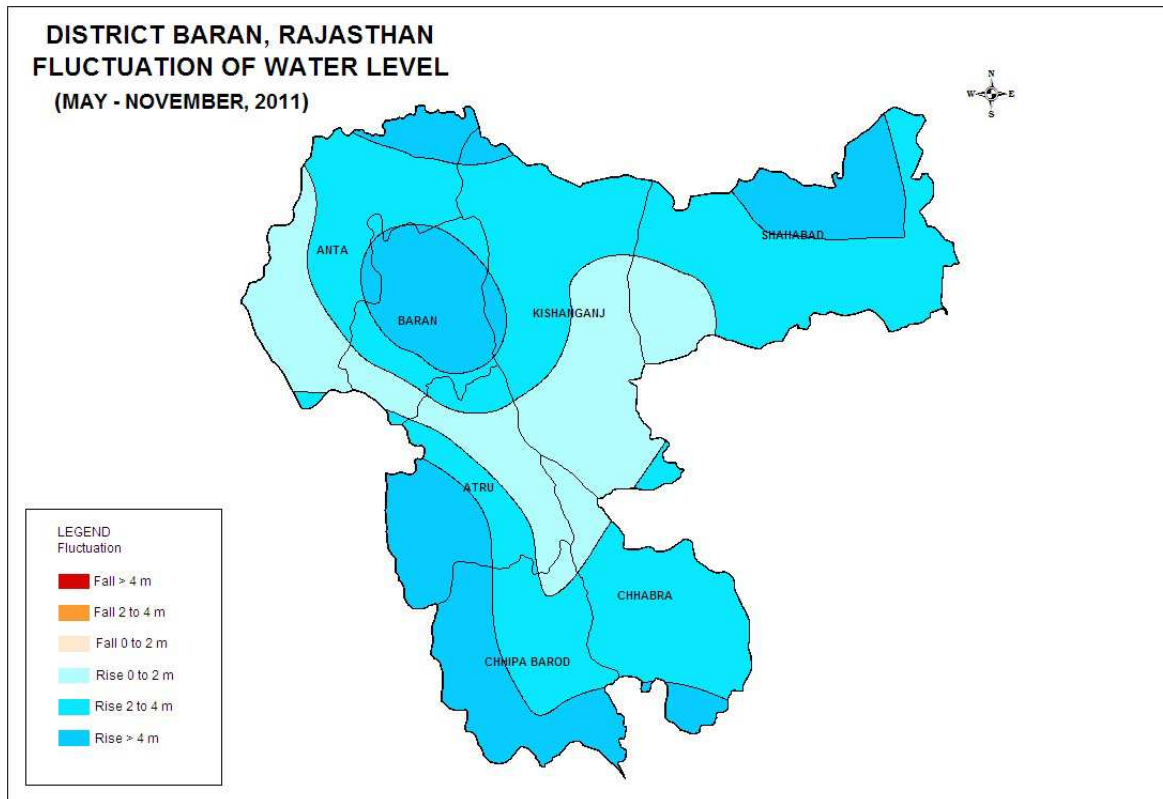 DISTRICT BARAN, RAJASTHAN
FLUCTUATION OF WATER LEVEL
(MAY - NOVEMBER, 2011)
N
W E
S
SHAHABAD
ANTA
KISHANGANJ
BARAN
ATRU
CHHABRA
CHHIPA BAROD
LEGEND
Fluctuation
Fall > 4 m
Fall 2 to 4 m
Fall 0 to 2 m
Rise 0 to 2 m
Rise 2 to 4 m
Rise > 4 m